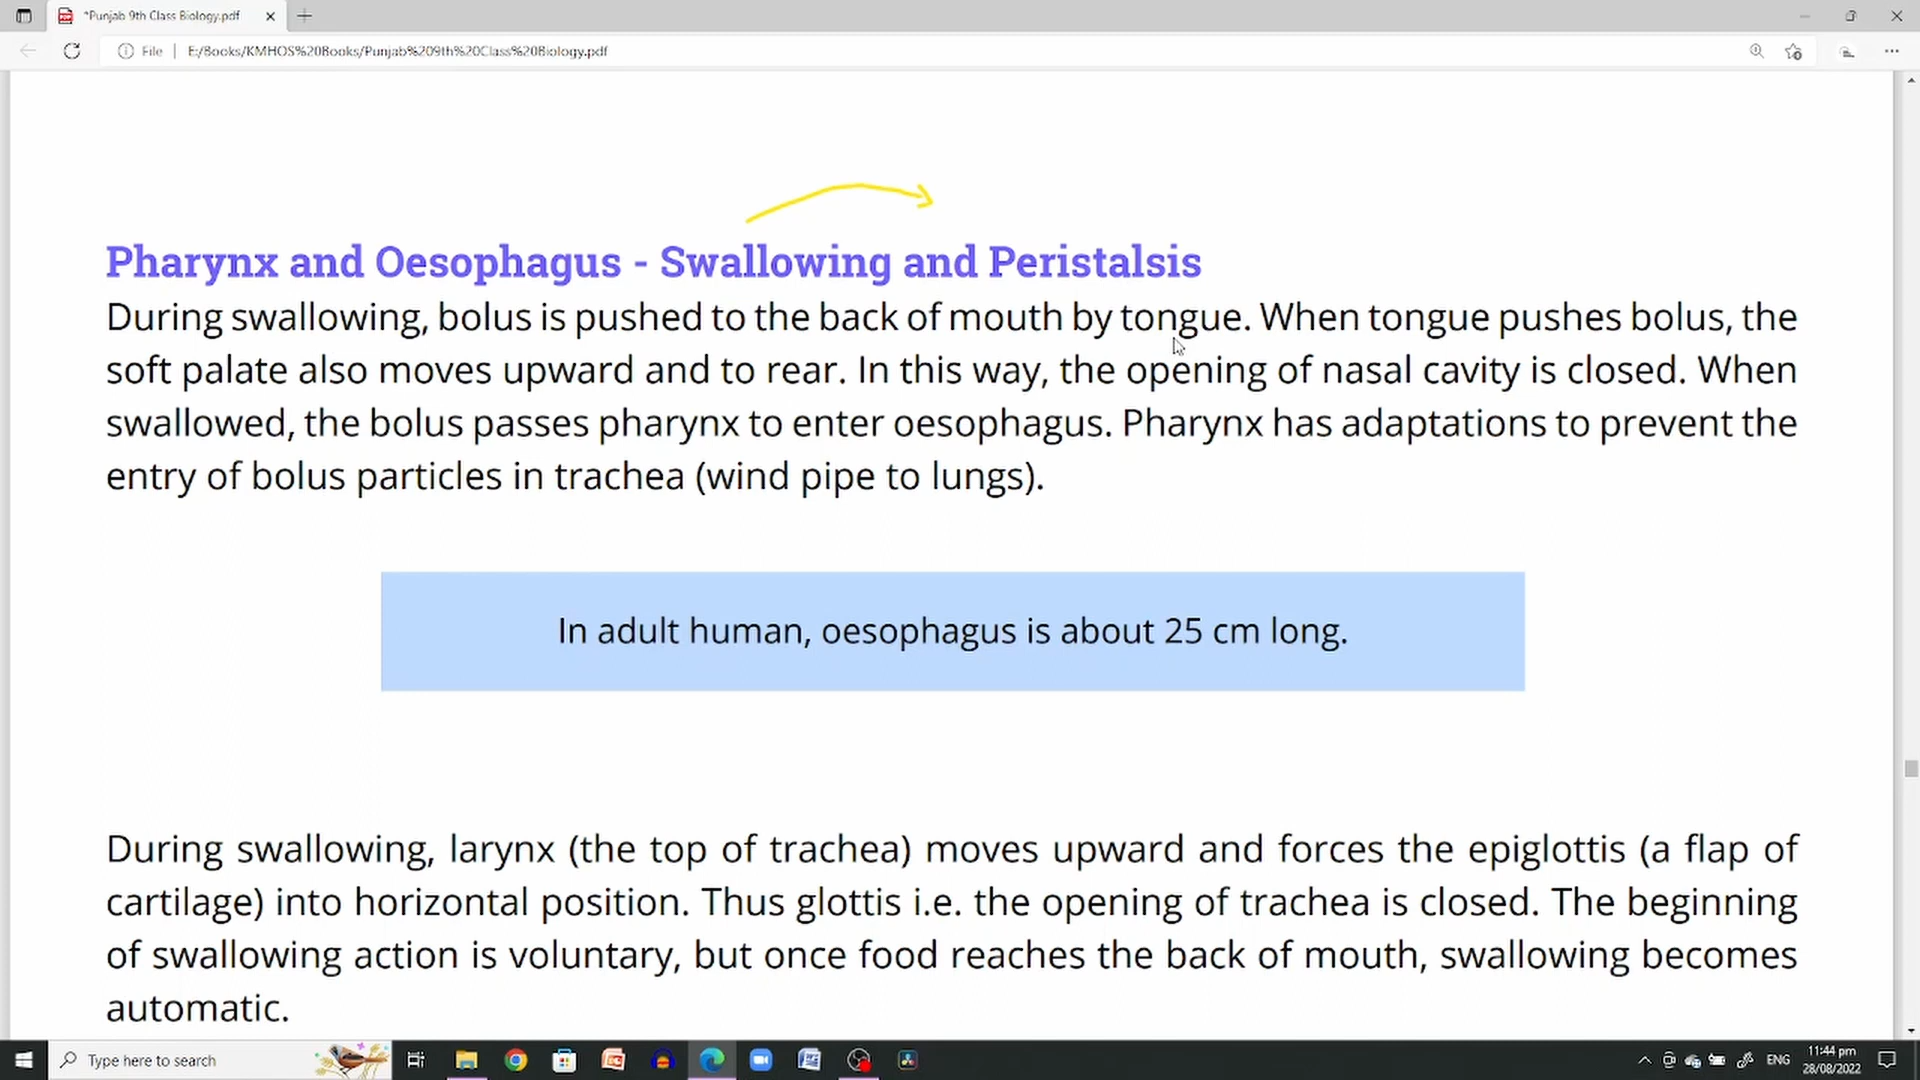 *Punjab 9th Class Biology.pdf
File | E:/Books/KMHOS%20Books/Punjab%209th%20Class%20Biology.pdf
Pharynx and Oesophagus - Swallowing and Peristalsis
During swallowing, bolus is pushed to the back of mouth by tongue. When tongue pushes bolus, the
soft palate also moves upward and to rear. In this way, the opening of nasal cavity is closed. When
swallowed, the bolus passes pharynx to enter oesophagus. Pharynx has adaptations to prevent the
entry of bolus particles in trachea (wind pipe to lungs).
In adult human, oesophagus is about 25 cm long.
During swallowing, larynx (the top of trachea) moves upward and forces the epiglottis (a flap of
cartilage) into horizontal position. Thus glottis i.e. the opening of trachea is closed. The beginning
of swallowing action is voluntary, but once food reaches the back of mouth, swallowing becomes
automatic.
Type here to search
ENG
11:44 pm
28/08/2022